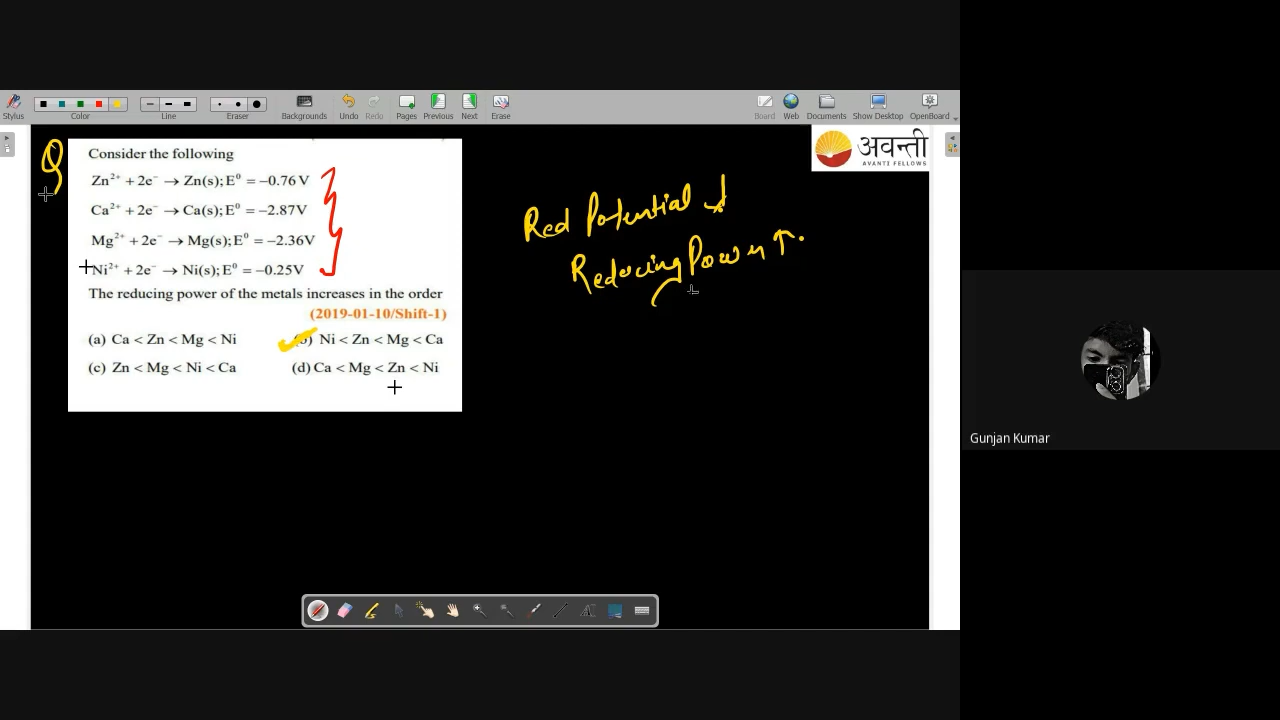 Stylus
Color
Line
Eraser
Backgrounds
Undo
Redo
Pages
Previous
Next
Erase
Board
Web
Documents
Show Desktop
OpenBoard
Q
Consider the following
Zn²⁺ + 2e⁻ → Zn(s); E⁰ = −0.76 V
Ca²⁺ + 2e⁻ → Ca(s); E⁰ = −2.87V
Mg²⁺ + 2e⁻ → Mg(s); E⁰ = −2.36V
Ni²⁺ + 2e⁻ → Ni(s); E⁰ = −0.25V
The reducing power of the metals increases in the order
(2019-01-10/Shift-1)
(a) Ca < Zn < Mg < Ni
(b) Ni < Zn < Mg < Ca
(c) Zn < Mg < Ni < Ca
(d) Ca < Mg < Zn < Ni
Red Potential ↓
Reducing Power ↑.
अवन्ती
AVANTI FELLOWS
Gunjan Kumar